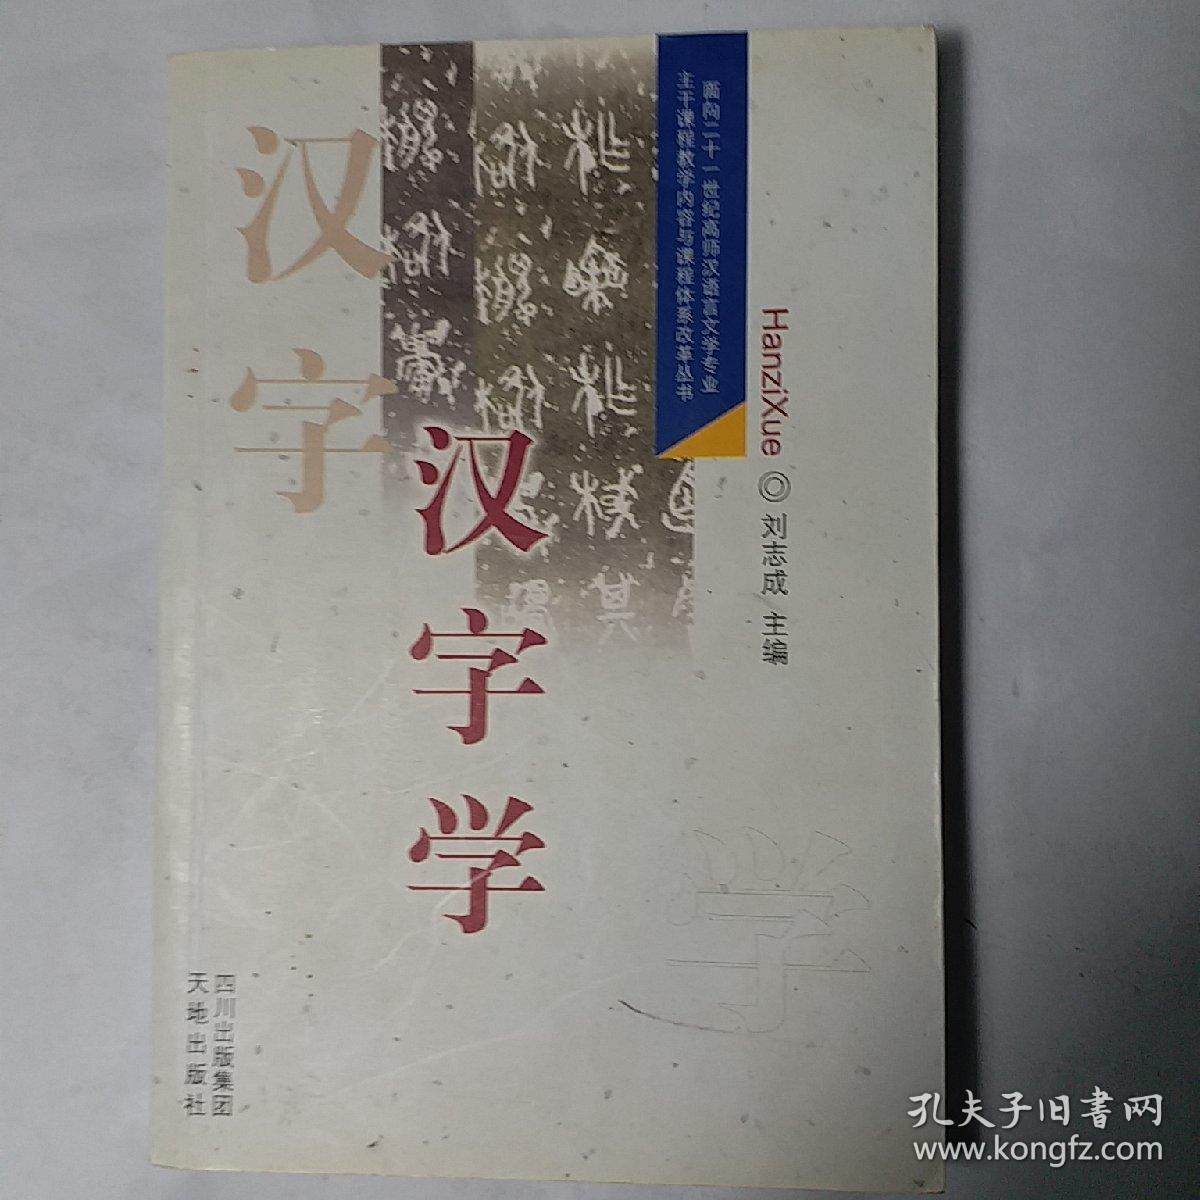 面向二十一世纪高师汉语言文学专业
主干课程教学内容与课程体系改革丛书
HanziXue ◎ 刘志成 主编
汉字
汉字学
学
四川出版集团
天地出版社
孔夫子旧书网
www.kongfz.com